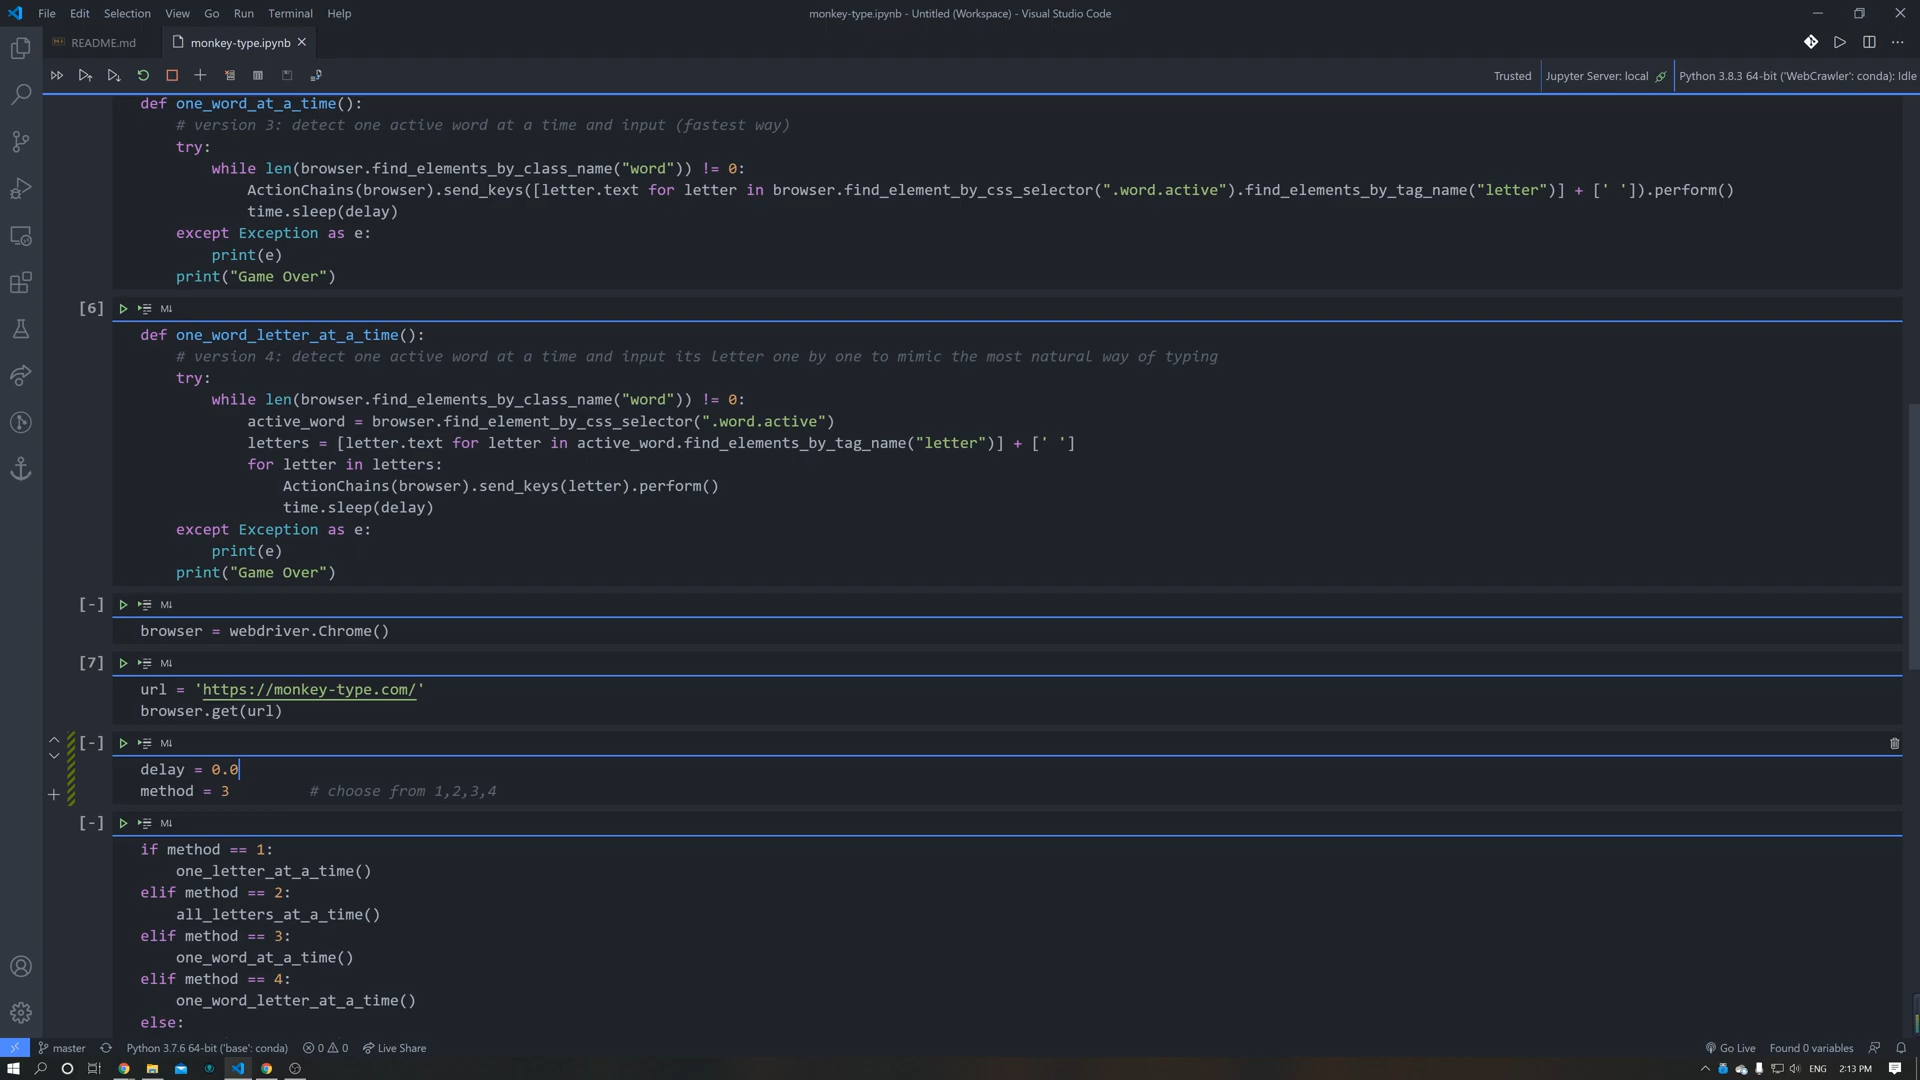 File Edit Selection View Go Run Terminal Help
monkey-type.ipynb - Untitled (Workspace) - Visual Studio Code
README.md
monkey-type.ipynb
Trusted
Jupyter Server: local
Python 3.8.3 64-bit ('WebCrawler': conda): Idle
def one_word_at_a_time():
# version 3: detect one active word at a time and input (fastest way)
try:
while len(browser.find_elements_by_class_name("word")) != 0:
ActionChains(browser).send_keys([letter.text for letter in browser.find_element_by_css_selector(".word.active").find_elements_by_tag_name("letter")] + [' ']).perform()
time.sleep(delay)
except Exception as e:
print(e)
print("Game Over")
[6]
M↓
def one_word_letter_at_a_time():
# version 4: detect one active word at a time and input its letter one by one to mimic the most natural way of typing
try:
while len(browser.find_elements_by_class_name("word")) != 0:
active_word = browser.find_element_by_css_selector(".word.active")
letters = [letter.text for letter in active_word.find_elements_by_tag_name("letter")] + [' ']
for letter in letters:
ActionChains(browser).send_keys(letter).perform()
time.sleep(delay)
except Exception as e:
print(e)
print("Game Over")
[-]
M↓
browser = webdriver.Chrome()
[7]
M↓
url = 'https://monkey-type.com/'
browser.get(url)
[-]
M↓
delay = 0.0
method = 3 # choose from 1,2,3,4
[-]
M↓
if method == 1:
one_letter_at_a_time()
elif method == 2:
all_letters_at_a_time()
elif method == 3:
one_word_at_a_time()
elif method == 4:
one_word_letter_at_a_time()
else:
master
Python 3.7.6 64-bit ('base': conda)
0 0
Live Share
Go Live
Found 0 variables
ENG
2:13 PM